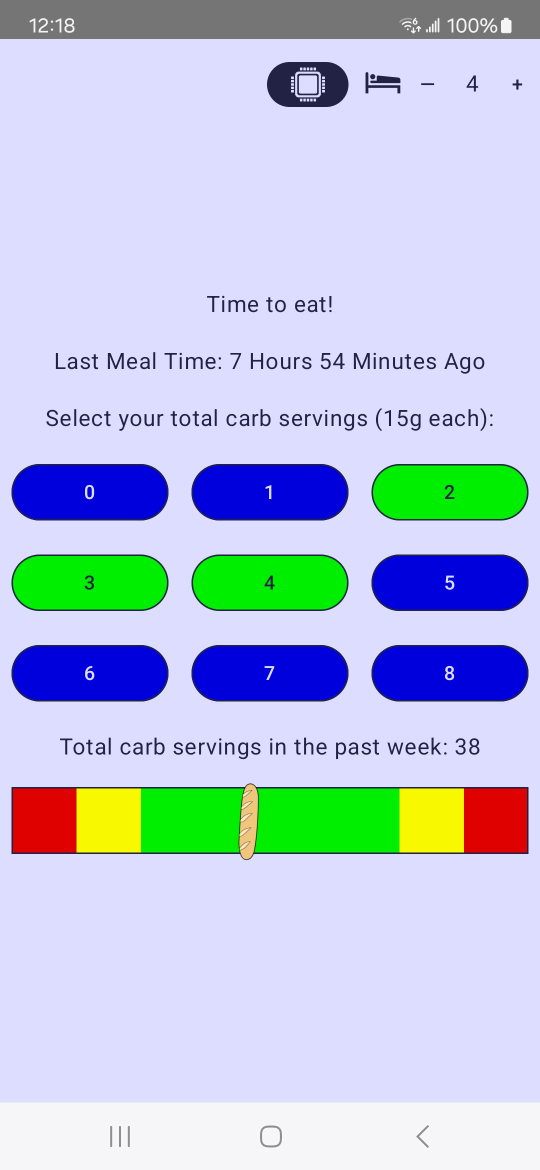 12:18 6 100%
− 4 +
Time to eat!
Last Meal Time: 7 Hours 54 Minutes Ago
Select your total carb servings (15g each):
0 1 2
3 4 5
6 7 8
Total carb servings in the past week: 38